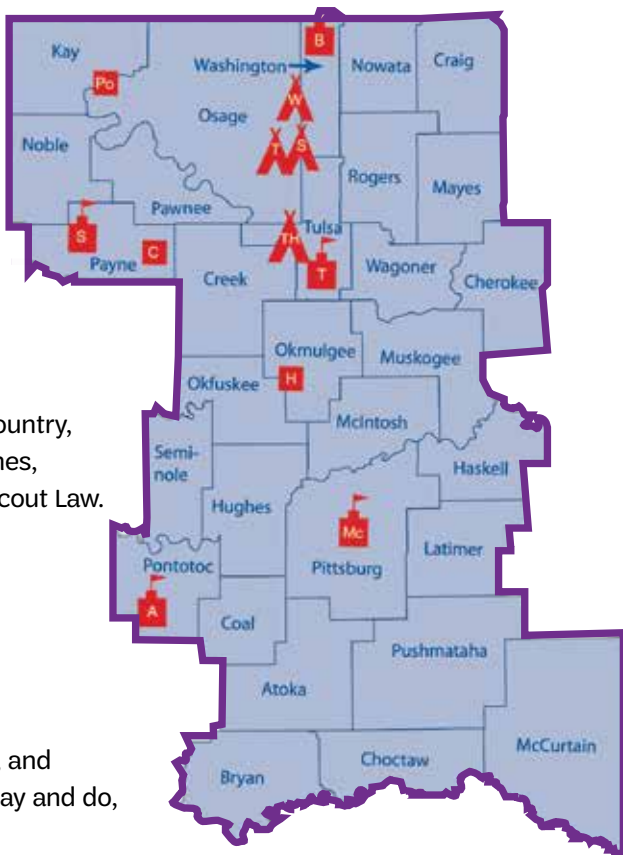 B
Kay
Washington
Nowata
Craig
Po
W
Osage
T
S
Noble
Rogers
Mayes
Pawnee
S
Payne
C
TH
Tulsa
T
Wagoner
Cherokee
Creek
Okmulgee
Muskogee
Okfuskee
H
McIntosh
ountry,
nes,
cout Law.
Semi-
nole
Haskell
Hughes
Mc
Latimer
Pontotoc
Pittsburg
A
Coal
Pushmataha
Atoka
McCurtain
and
ay and do,
Bryan
Choctaw